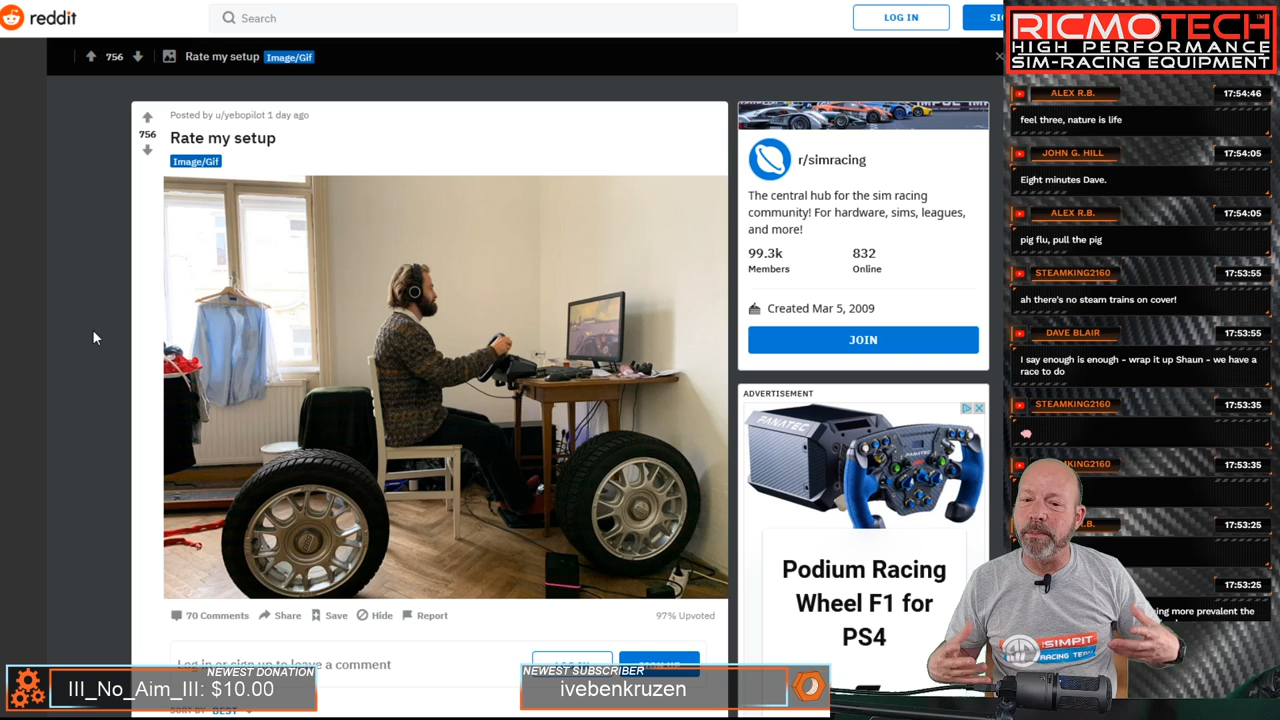 reddit
Search
LOG IN
756
Rate my setup
Image/Gif
Posted by u/yebopilot 1 day ago
756
Rate my setup
Image/Gif
70 Comments
Share
Save
Hide
Report
97% Upvoted
Log in or sign up to leave a comment
BEST
r/simracing
The central hub for the sim racing
community! For hardware, sims, leagues,
and more!
99.3k
832
Members
Online
Created Mar 5, 2009
JOIN
ADVERTISEMENT
FANATEC
Podium Racing
Wheel F1 for
PS4
RICMOTECH
HIGH PERFORMANCE
SIM-RACING EQUIPMENT
ALEX R.B.
17:54:46
feel three, nature is life
JOHN G. HILL
17:54:05
Eight minutes Dave.
ALEX R.B.
17:54:05
pig flu, pull the pig
STEAMKING2160
17:53:55
ah there's no steam trains on cover!
DAVE BLAIR
17:53:55
I say enough is enough - wrap it up Shaun - we have a
race to do
STEAMKING2160
17:53:35
17:53:35
17:53:25
17:53:25
more prevalent the
SIMPIT
RACING TEAM
NEWEST DONATION
III_No_Aim_III: $10.00
NEWEST SUBSCRIBER
ivebenkruzen